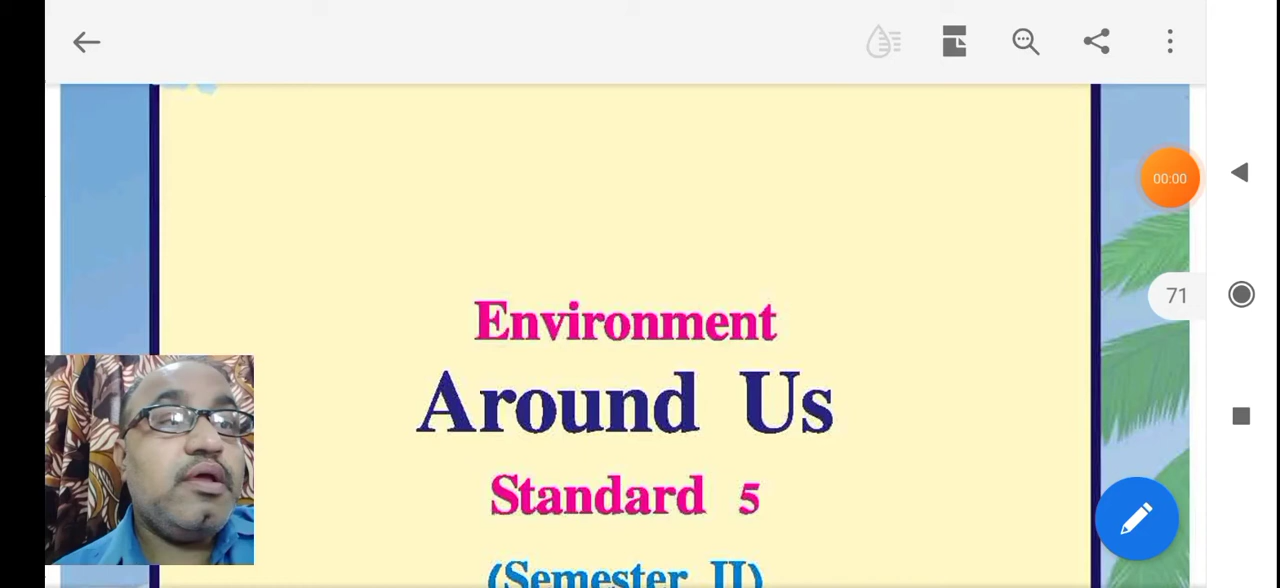 00:00
71
Environment
Around Us
Standard 5
(Semester II)